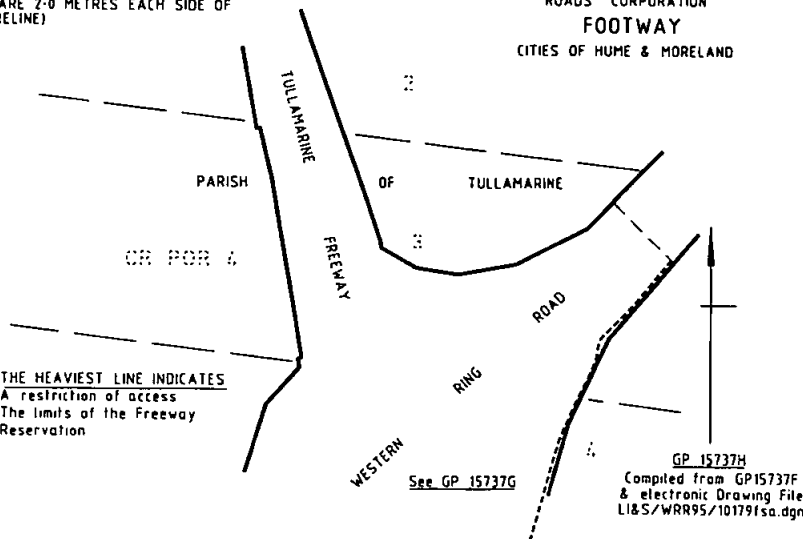 ARE 2·0 METRES EACH SIDE OF
RELINE)
ROADS CORPORATION
FOOTWAY
CITIES OF HUME & MORELAND
TULLAMARINE
FREEWAY
2
PARISH OF TULLAMARINE
3
CR POR 4
ROAD
RING
WESTERN
THE HEAVIEST LINE INDICATES
A restriction of access
The limits of the Freeway
Reservation
4
See GP 15737G
GP 15737H
Compiled from GP15737F
& electronic Drawing File
LI&S/WRR95/10179fsa.dgn